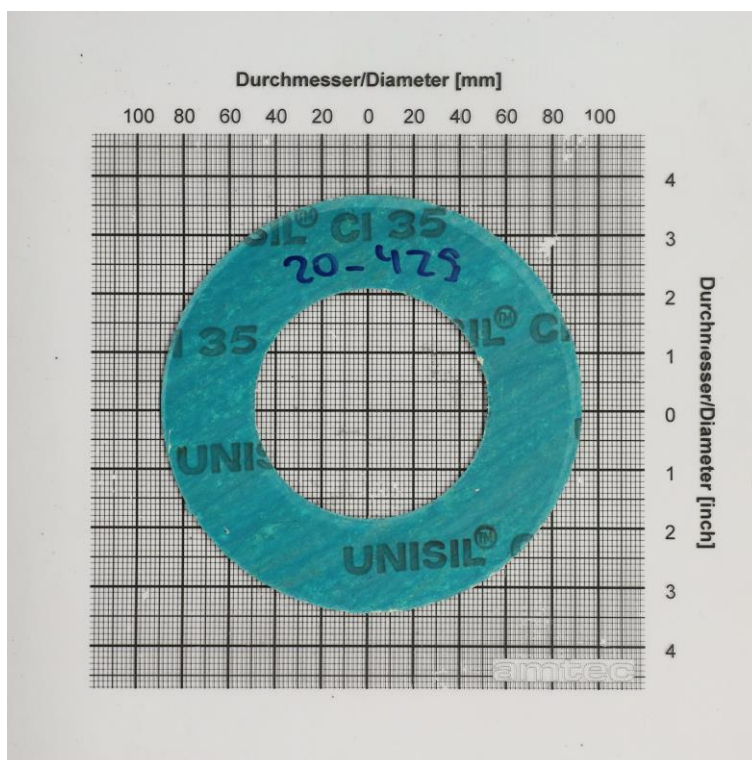 Durchmesser/Diameter [mm]
100 80 60 40 20 0 20 40 60 80 100
4
3
2
1
0
1
2
3
4
Durchmesser/Diameter [inch]
SIL® CI 35
20-429
I 35
SIL® C
UNIS
UNISIL® C
amtec